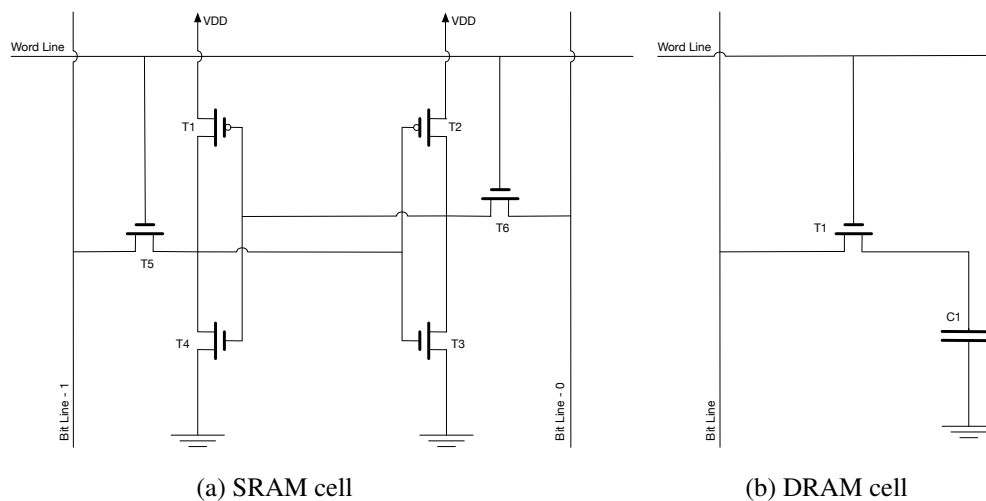 VDD
VDD
Word Line
Word Line
T1
T2
T6
T5
T1
T4
T3
C1
Bit Line - 1
Bit Line - 0
Bit Line
(a) SRAM cell
(b) DRAM cell